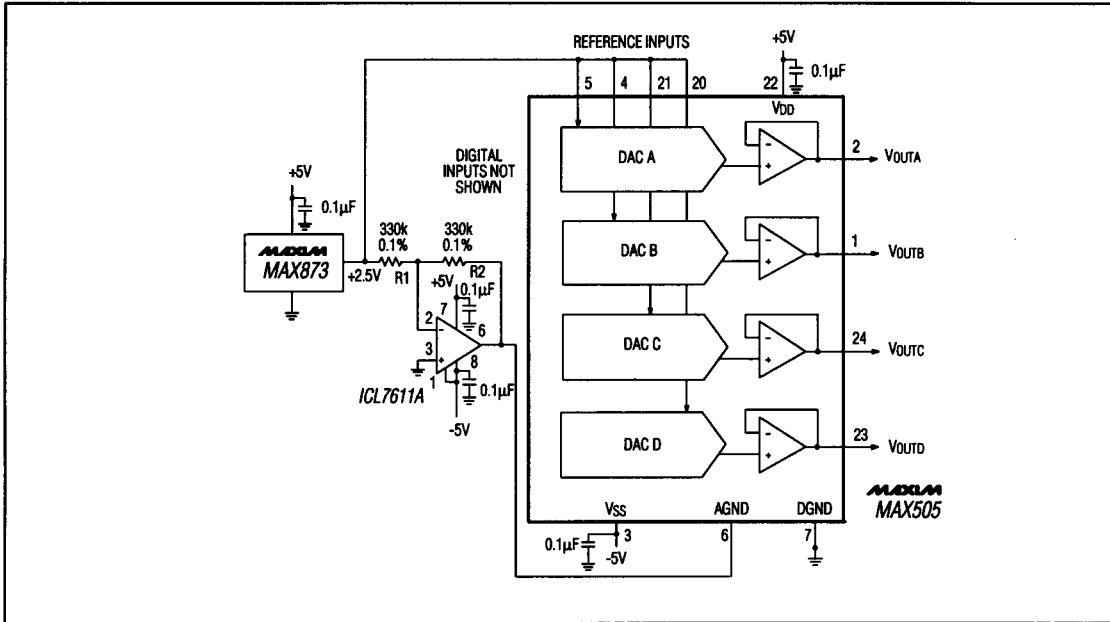 REFERENCE INPUTS
+5V
0.1µF
5
4
21
20
22
VDD
DIGITAL
INPUTS NOT
SHOWN
DAC A
2
VOUTA
+5V
0.1µF
MAXIM
MAX873
+2.5V
330k
0.1%
R1
330k
0.1%
R2
DAC B
1
VOUTB
+5V
0.1µF
7
2
6
3
8
1
0.1µF
ICL7611A
-5V
DAC C
24
VOUTC
DAC D
23
VOUTD
MAXIM
MAX505
VSS
AGND
DGND
3
6
7
0.1µF
-5V
-
+
-
+
-
+
-
+
-
+